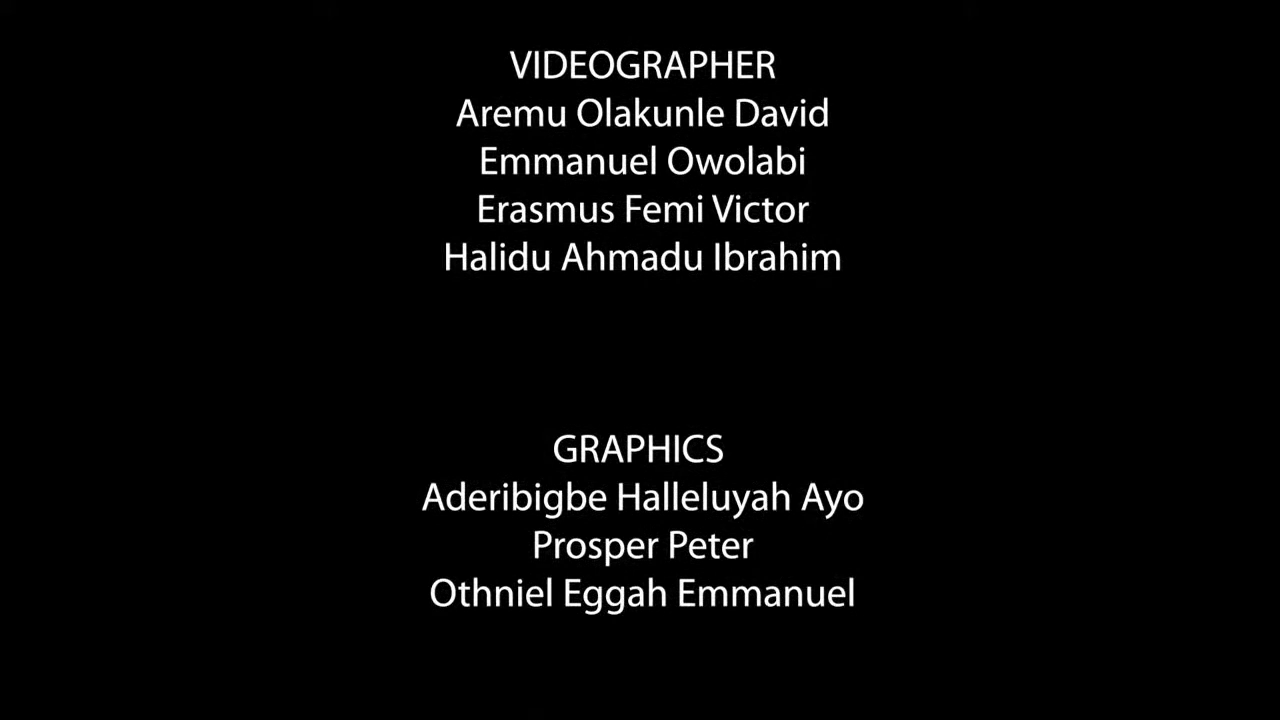 VIDEOGRAPHER
Aremu Olakunle David
Emmanuel Owolabi
Erasmus Femi Victor
Halidu Ahmadu Ibrahim
GRAPHICS
Aderibigbe Halleluyah Ayo
Prosper Peter
Othniel Eggah Emmanuel